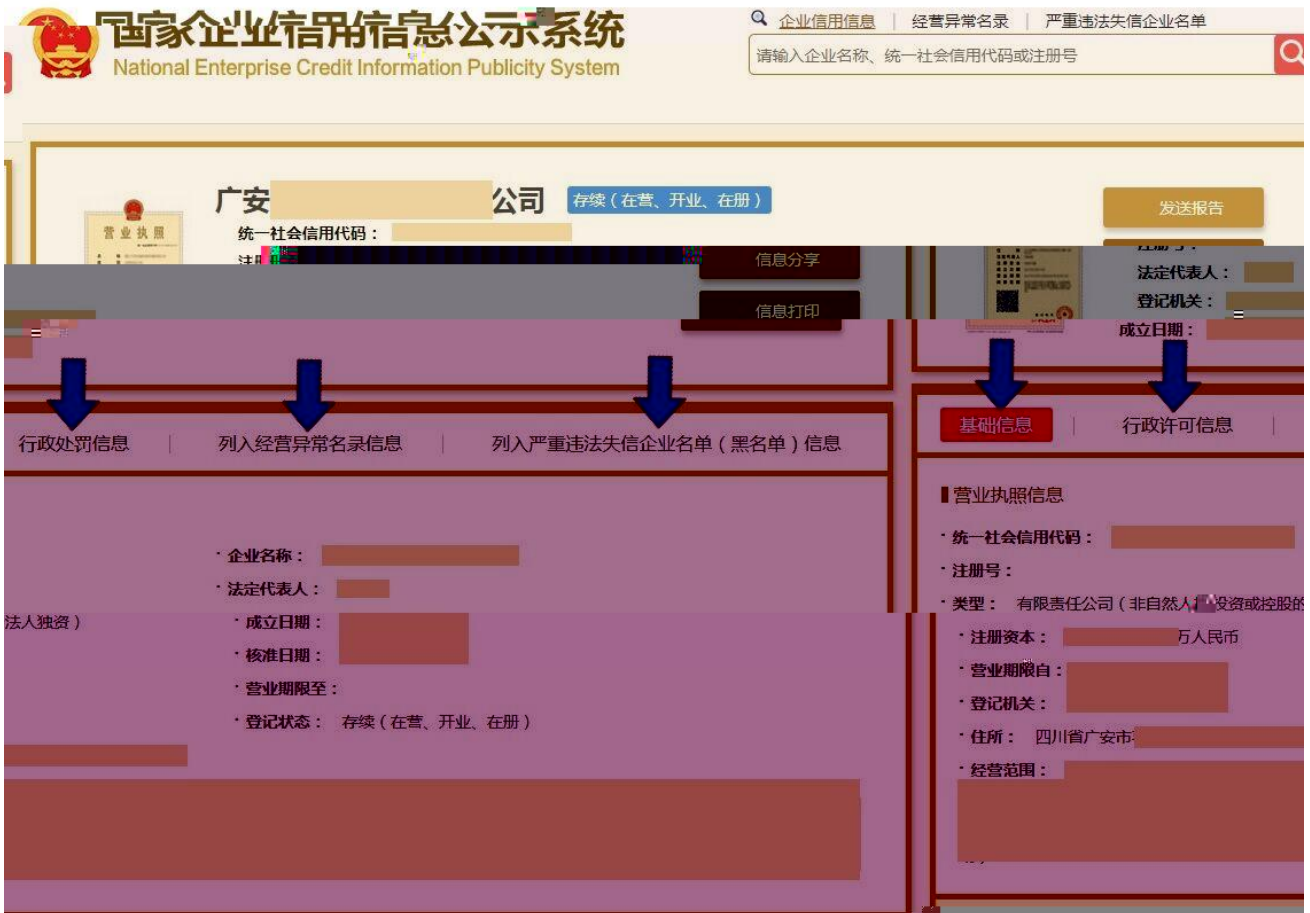 国家企业信用信息公示系统
National Enterprise Credit Information Publicity System
企业信用信息 | 经营异常名录 | 严重违法失信企业名单
请输入企业名称、统一社会信用代码或注册号
广安 公司 存续(在营、开业、在册)
发送报告
营业执照
统一社会信用代码:
注册号:
信息分享
法定代表人:
登记机关:
信息打印
成立日期:
行政处罚信息 | 列入经营异常名录信息 | 列入严重违法失信企业名单(黑名单)信息
基础信息 | 行政许可信息 |
营业执照信息
· 统一社会信用代码:
· 企业名称:
· 注册号:
· 法定代表人:
· 类型: 有限责任公司(非自然人投资或控股的
法人独资)
· 成立日期:
· 注册资本: 万人民币
· 核准日期:
· 营业期限自:
· 营业期限至:
· 登记机关:
· 登记状态: 存续(在营、开业、在册)
· 住所: 四川省广安市
· 经营范围: